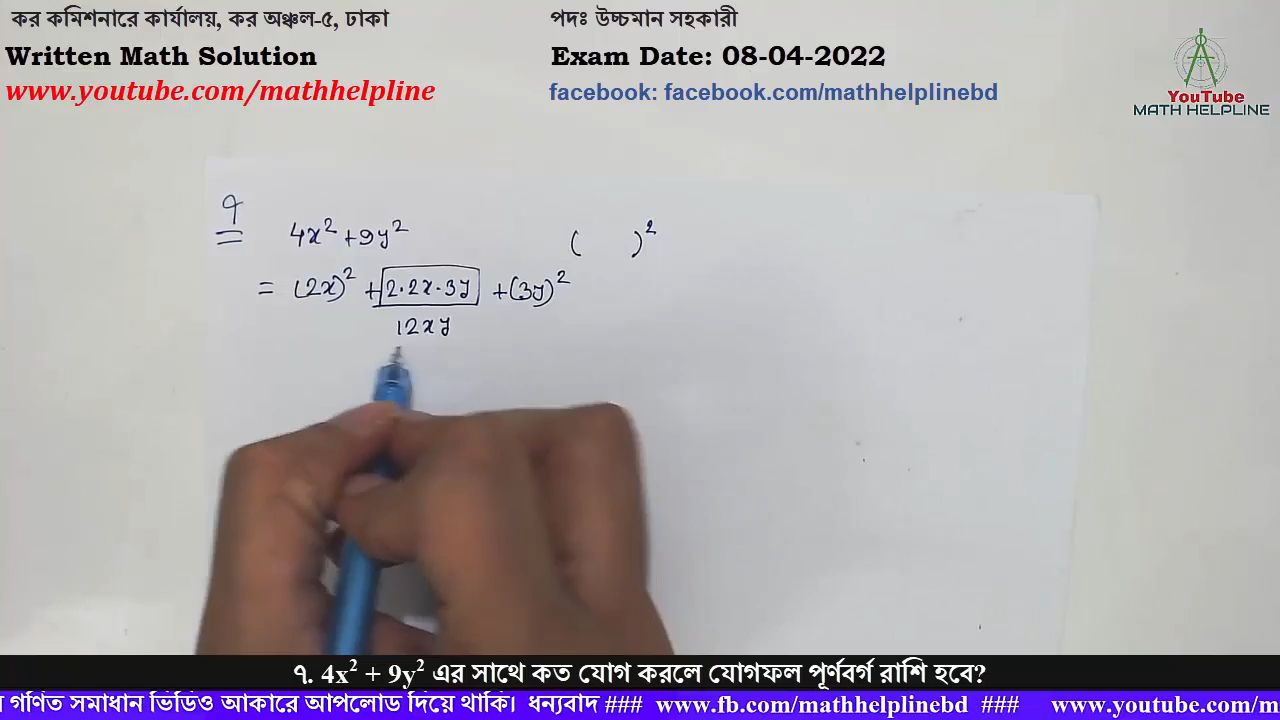 কর কমিশনারে কার্যালয়, কর অঞ্চল-৫, ঢাকা
পদঃ উচ্চমান সহকারী
Written Math Solution
Exam Date: 08-04-2022
www.youtube.com/mathhelpline
facebook: facebook.com/mathhelplinebd
YouTube
MATH HELPLINE
৭
4x² + 9y²
( )²
= (2x)² + 2·2x·3y + (3y)²
12xy
৭. 4x² + 9y² এর সাথে কত যোগ করলে যোগফল পূর্ণবর্গ রাশি হবে?
গণিত সমাধান ভিডিও আকারে আপলোড দিয়ে থাকি। ধন্যবাদ ### www.fb.com/mathhelplinebd ### www.youtube.com/m